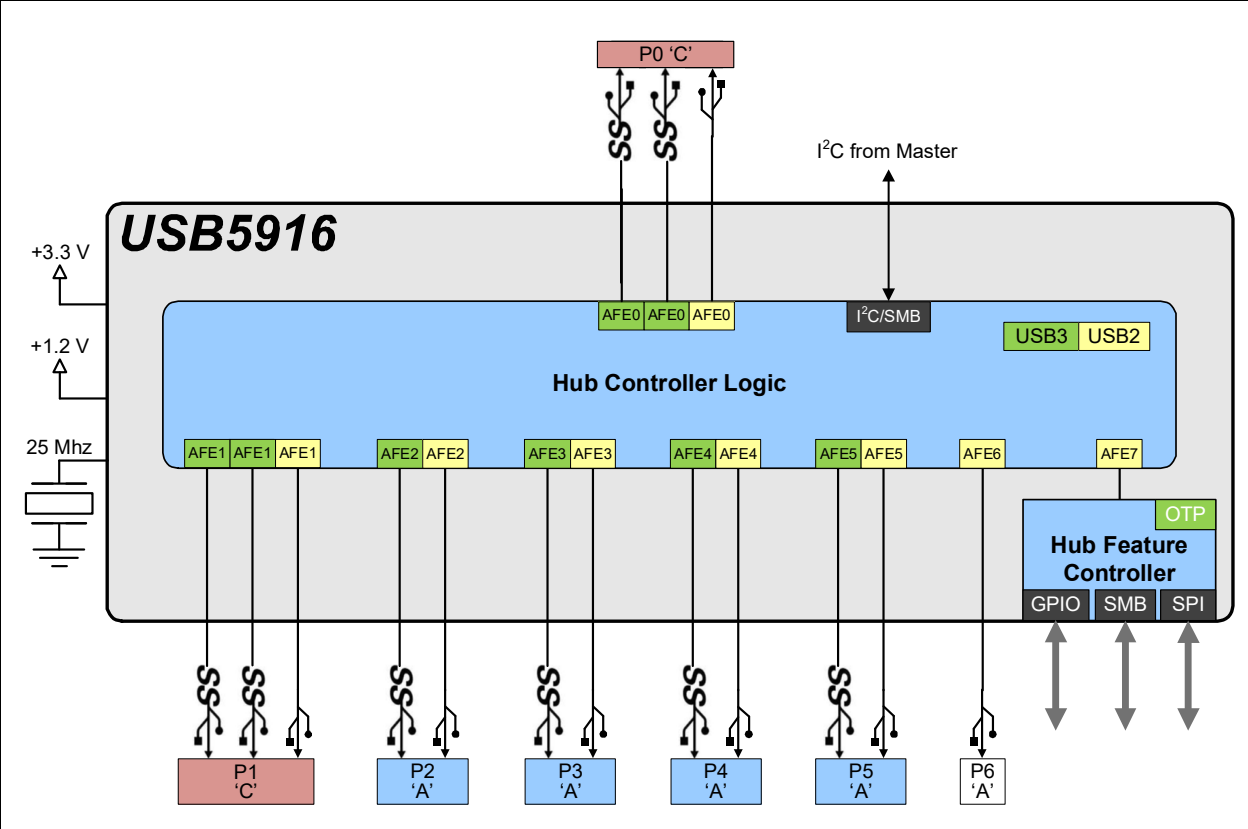 P0 ‘C’
SS SS
I²C from Master
USB5916
+3.3 V
AFE0 AFE0 AFE0
I²C/SMB
USB3 USB2
+1.2 V
Hub Controller Logic
25 Mhz
AFE1 AFE1 AFE1 AFE2 AFE2 AFE3 AFE3 AFE4 AFE4 AFE5 AFE5 AFE6 AFE7
OTP
Hub Feature
Controller
GPIO SMB SPI
SS SS SS SS SS SS
P1
‘C’
P2
‘A’
P3
‘A’
P4
‘A’
P5
‘A’
P6
‘A’